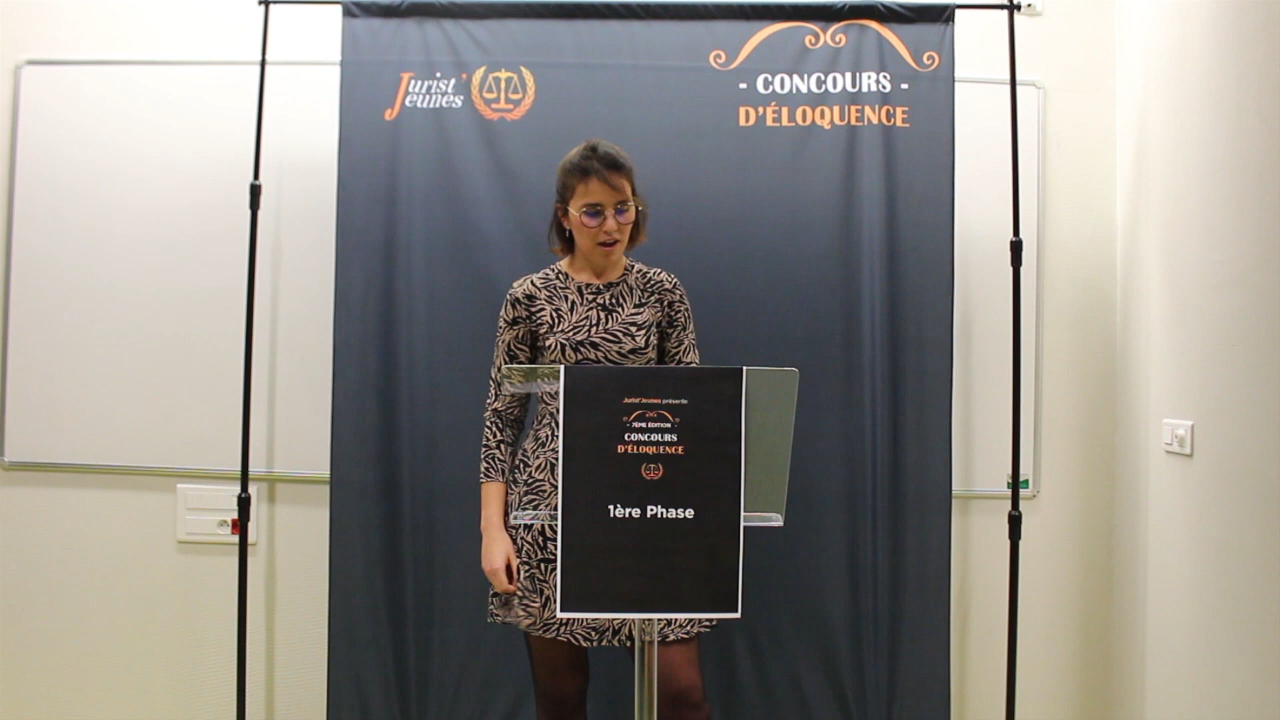 Jurist'
Jeunes
- CONCOURS -
D'ÉLOQUENCE
Jurist'Jeunes présente
- 7ÈME ÉDITION -
CONCOURS
D'ÉLOQUENCE
1ère Phase